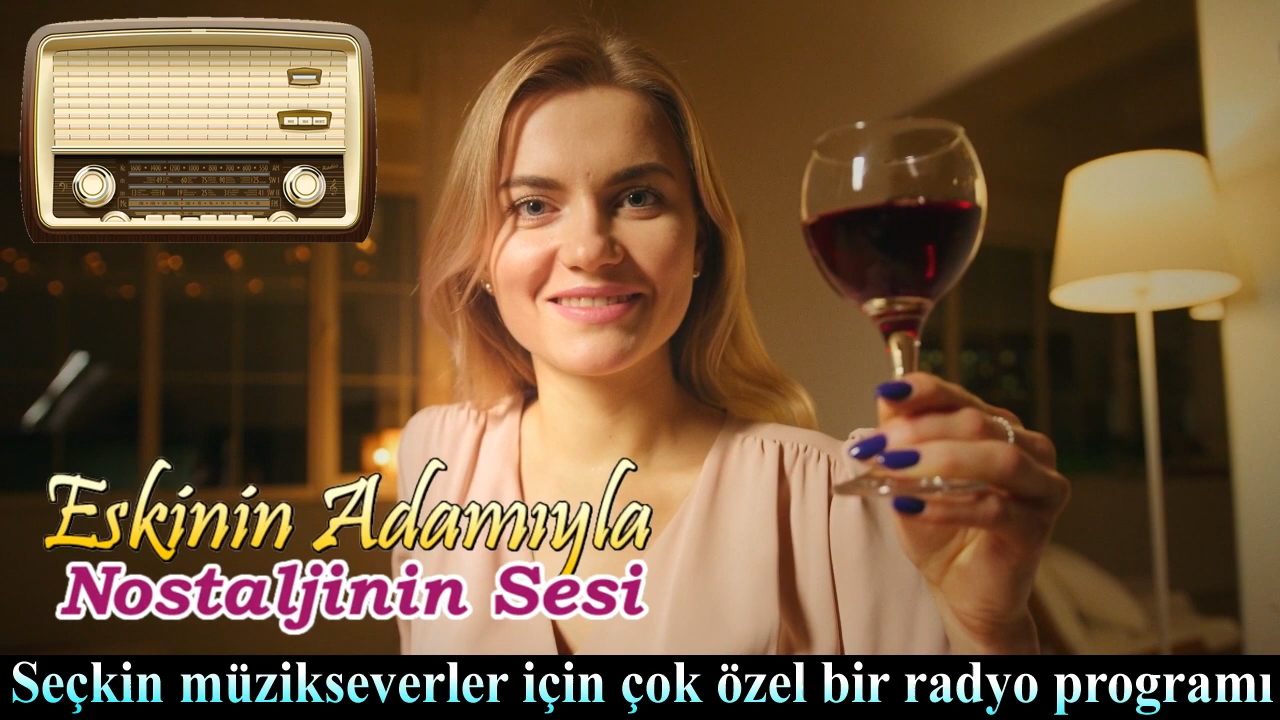 Eskinin Adamıyla
Nostaljinin Sesi
Seçkin müzikseverler için çok özel bir radyo programı